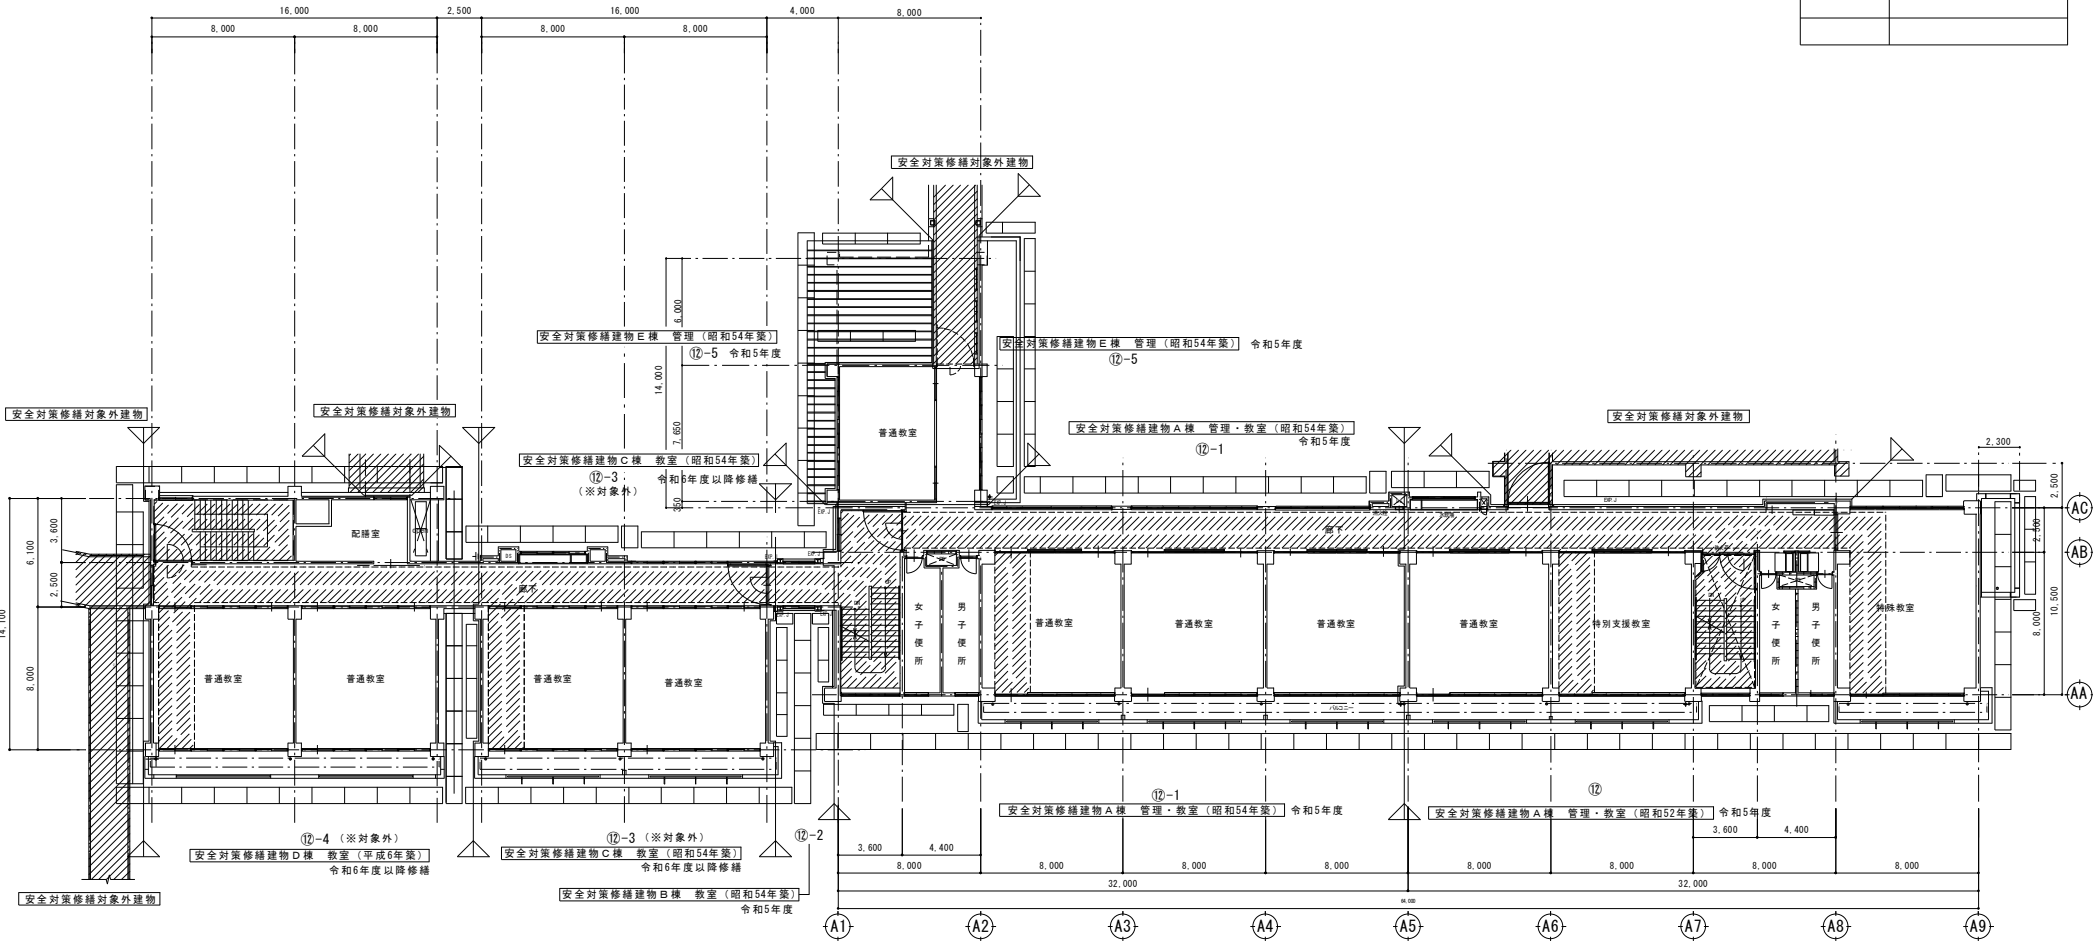 16,000
2,500
16,000
4,000
8,000
8,000
8,000
8,000
8,000
安全対策修繕対象外建物
6,000
14,000
7,650
350
安全対策修繕建物E棟 管理 (昭和54年築)
⑫-5 令和5年度
安全対策修繕建物E棟 管理 (昭和54年築) 令和5年度
⑫-5
安全対策修繕対象外建物
安全対策修繕対象外建物
安全対策修繕対象外建物
安全対策修繕建物A棟 管理・教室 (昭和54年築)
令和5年度
⑫-1
安全対策修繕建物C棟 教室 (昭和54年築)
⑫-3 令和6年度以降修繕
(※対象外)
普通教室
2,300
2,500
配膳室
3,600
6,100
2,500
14,100
8,000
EXP.J
EXP.J
DS
廊下
廊下
AC
2,500
AB
10,500
8,000
AA
普通教室
普通教室
普通教室
普通教室
女子便所
男子便所
普通教室
普通教室
普通教室
普通教室
特別支援教室
女子便所
男子便所
特殊教室
バルコニー
⑫-4 (※対象外)
安全対策修繕建物D棟 教室 (平成6年築)
令和6年度以降修繕
⑫-3 (※対象外)
安全対策修繕建物C棟 教室 (昭和54年築)
令和6年度以降修繕
⑫-2
安全対策修繕建物B棟 教室 (昭和54年築)
令和5年度
⑫-1
安全対策修繕建物A棟 管理・教室 (昭和54年築) 令和5年度
⑫
安全対策修繕建物A棟 管理・教室 (昭和52年築) 令和5年度
安全対策修繕対象外建物
3,600
4,400
3,600
4,400
8,000
8,000
8,000
8,000
8,000
8,000
8,000
32,000
32,000
64,000
A1
A2
A3
A4
A5
A6
A7
A8
A9